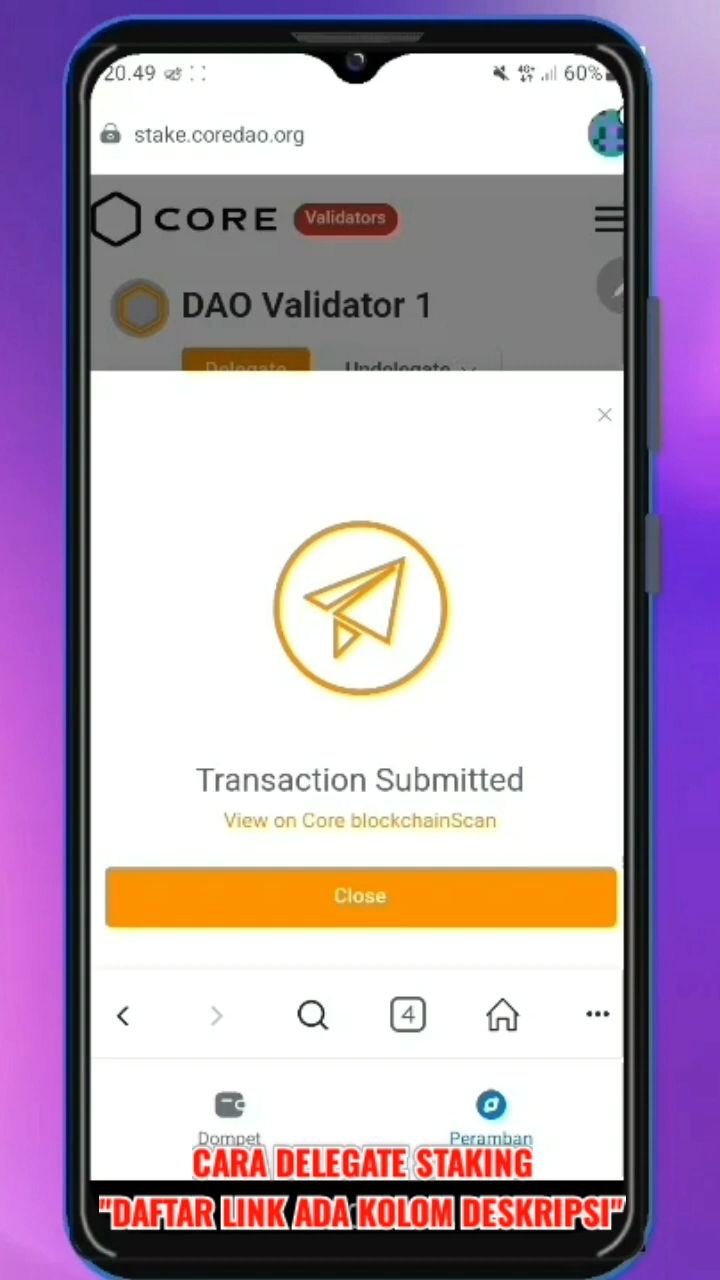 20.49
60%
stake.coredao.org
CORE Validators
DAO Validator 1
Delegate Undelegate
Transaction Submitted
View on Core blockchainScan
Close
4
Dompet Peramban
CARA DELEGATE STAKING
"DAFTAR LINK ADA KOLOM DESKRIPSI"